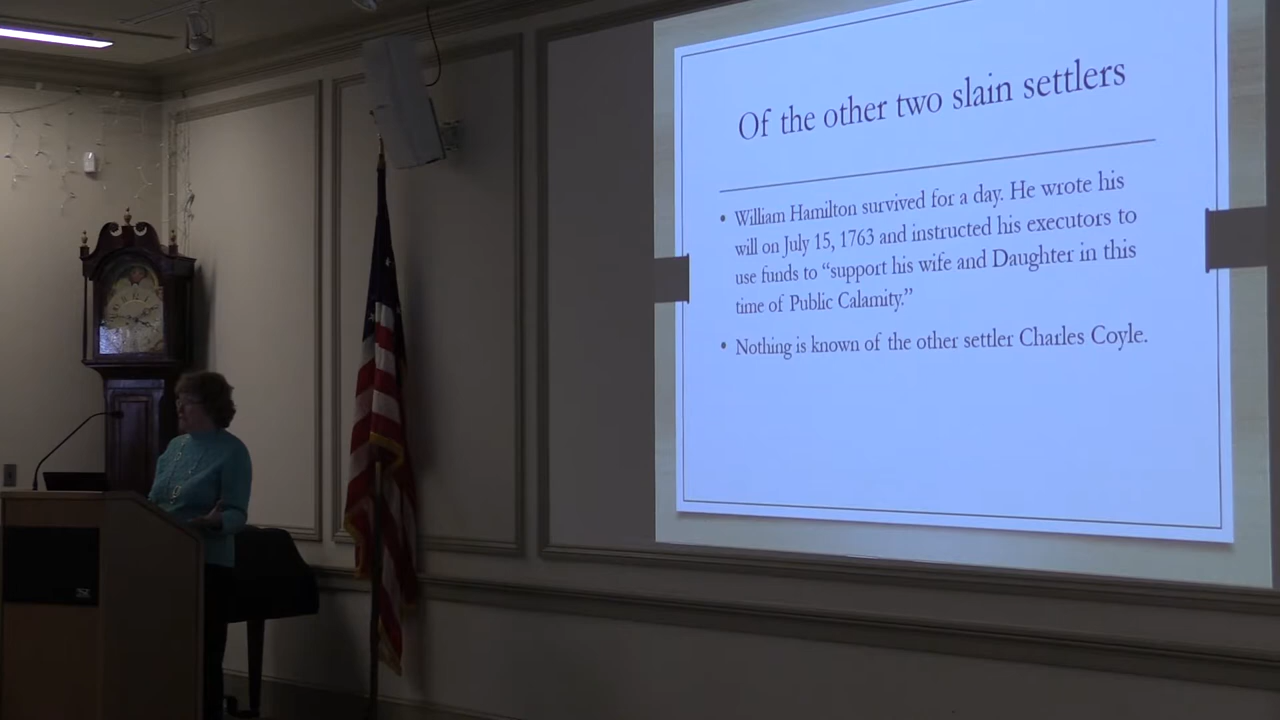 Of the other two slain settlers
• William Hamilton survived for a day. He wrote his
will on July 15, 1763 and instructed his executors to
use funds to “support his wife and Daughter in this
time of Public Calamity.”
• Nothing is known of the other settler Charles Coyle.